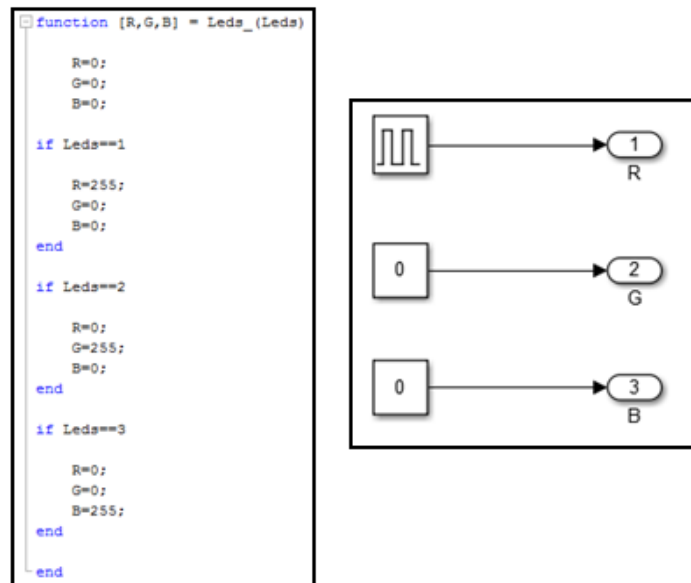 function [R,G,B] = Leds_(Leds)
R=0;
G=0;
B=0;
if Leds==1
R=255;
G=0;
B=0;
end
if Leds==2
R=0;
G=255;
B=0;
end
if Leds==3
R=0;
G=0;
B=255;
end
end
1
R
0
2
G
0
3
B